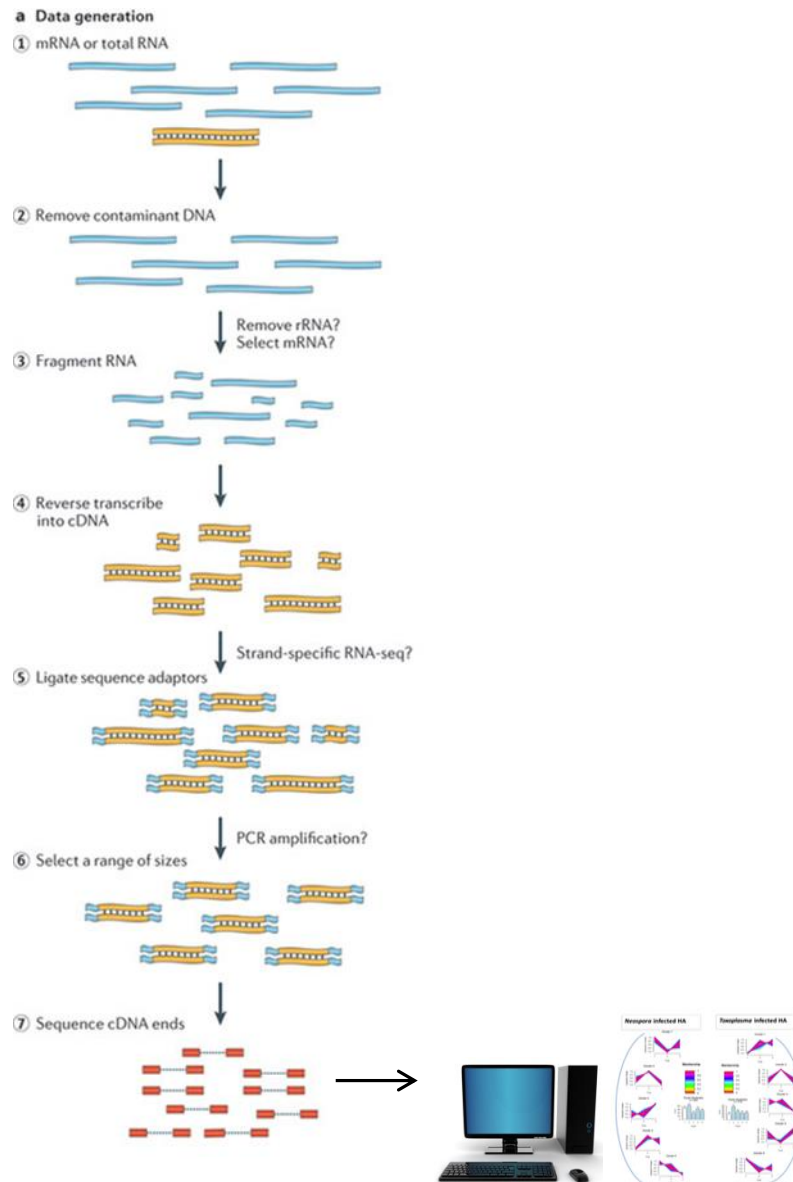 a Data generation
① mRNA or total RNA
② Remove contaminant DNA
Remove rRNA?
Select mRNA?
③ Fragment RNA
④ Reverse transcribe
into cDNA
Strand-specific RNA-seq?
⑤ Ligate sequence adaptors
PCR amplification?
⑥ Select a range of sizes
⑦ Sequence cDNA ends
Neospora infected HA
Toxoplasma infected HA